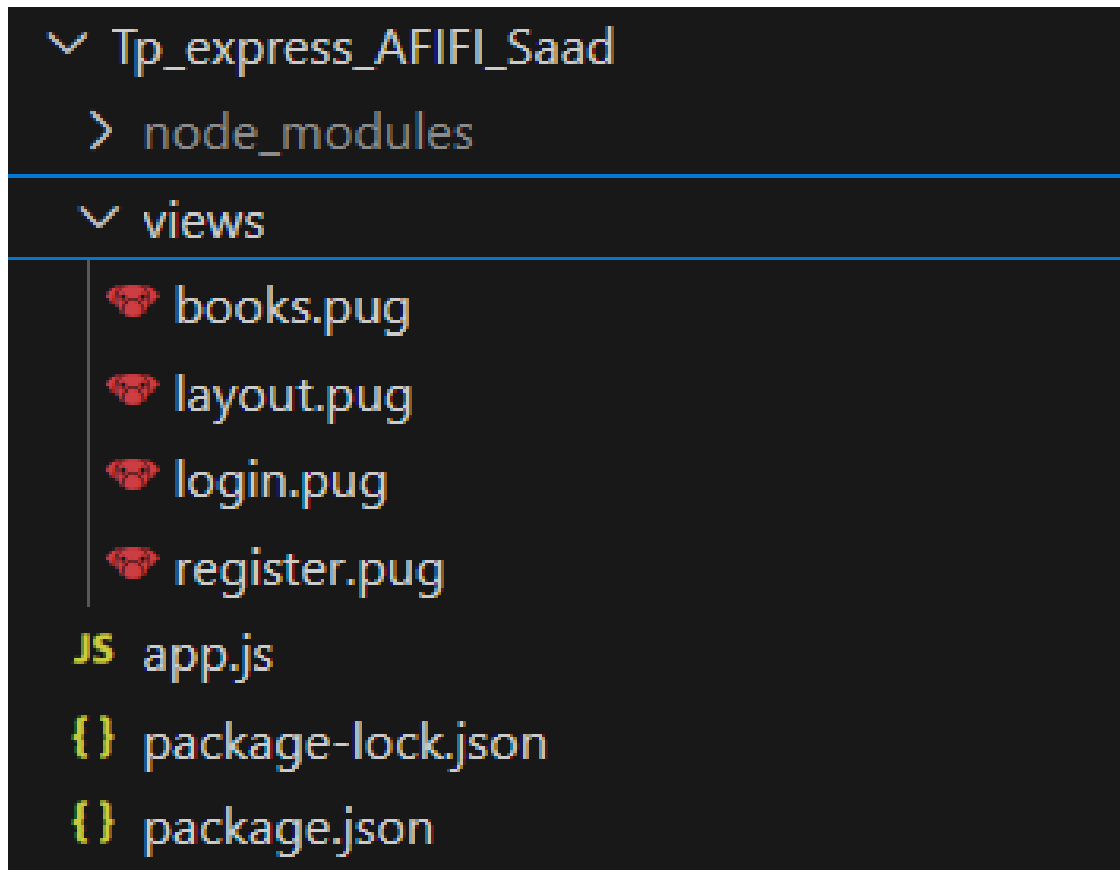 Tp_express_AFIFI_Saad
node_modules
views
books.pug
layout.pug
login.pug
register.pug
JS app.js
{} package-lock.json
{} package.json